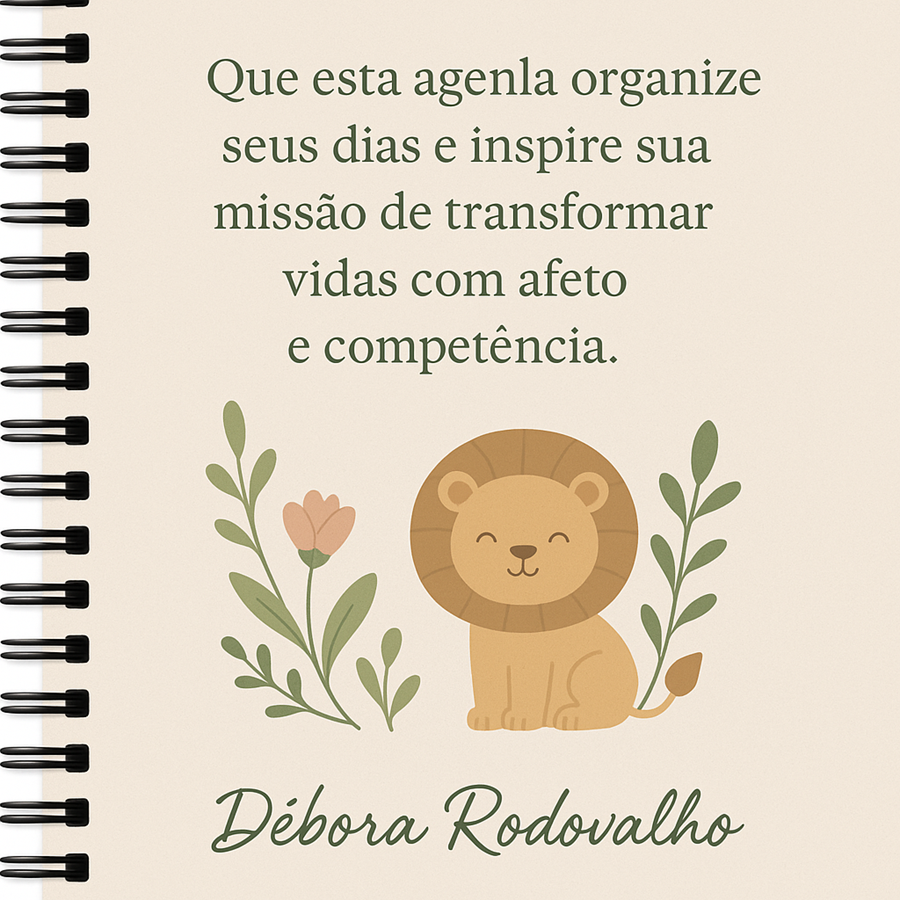 Que esta agenla organize
seus dias e inspire sua
missão de transformar
vidas com afeto
e competência.
Débora Rodovalho